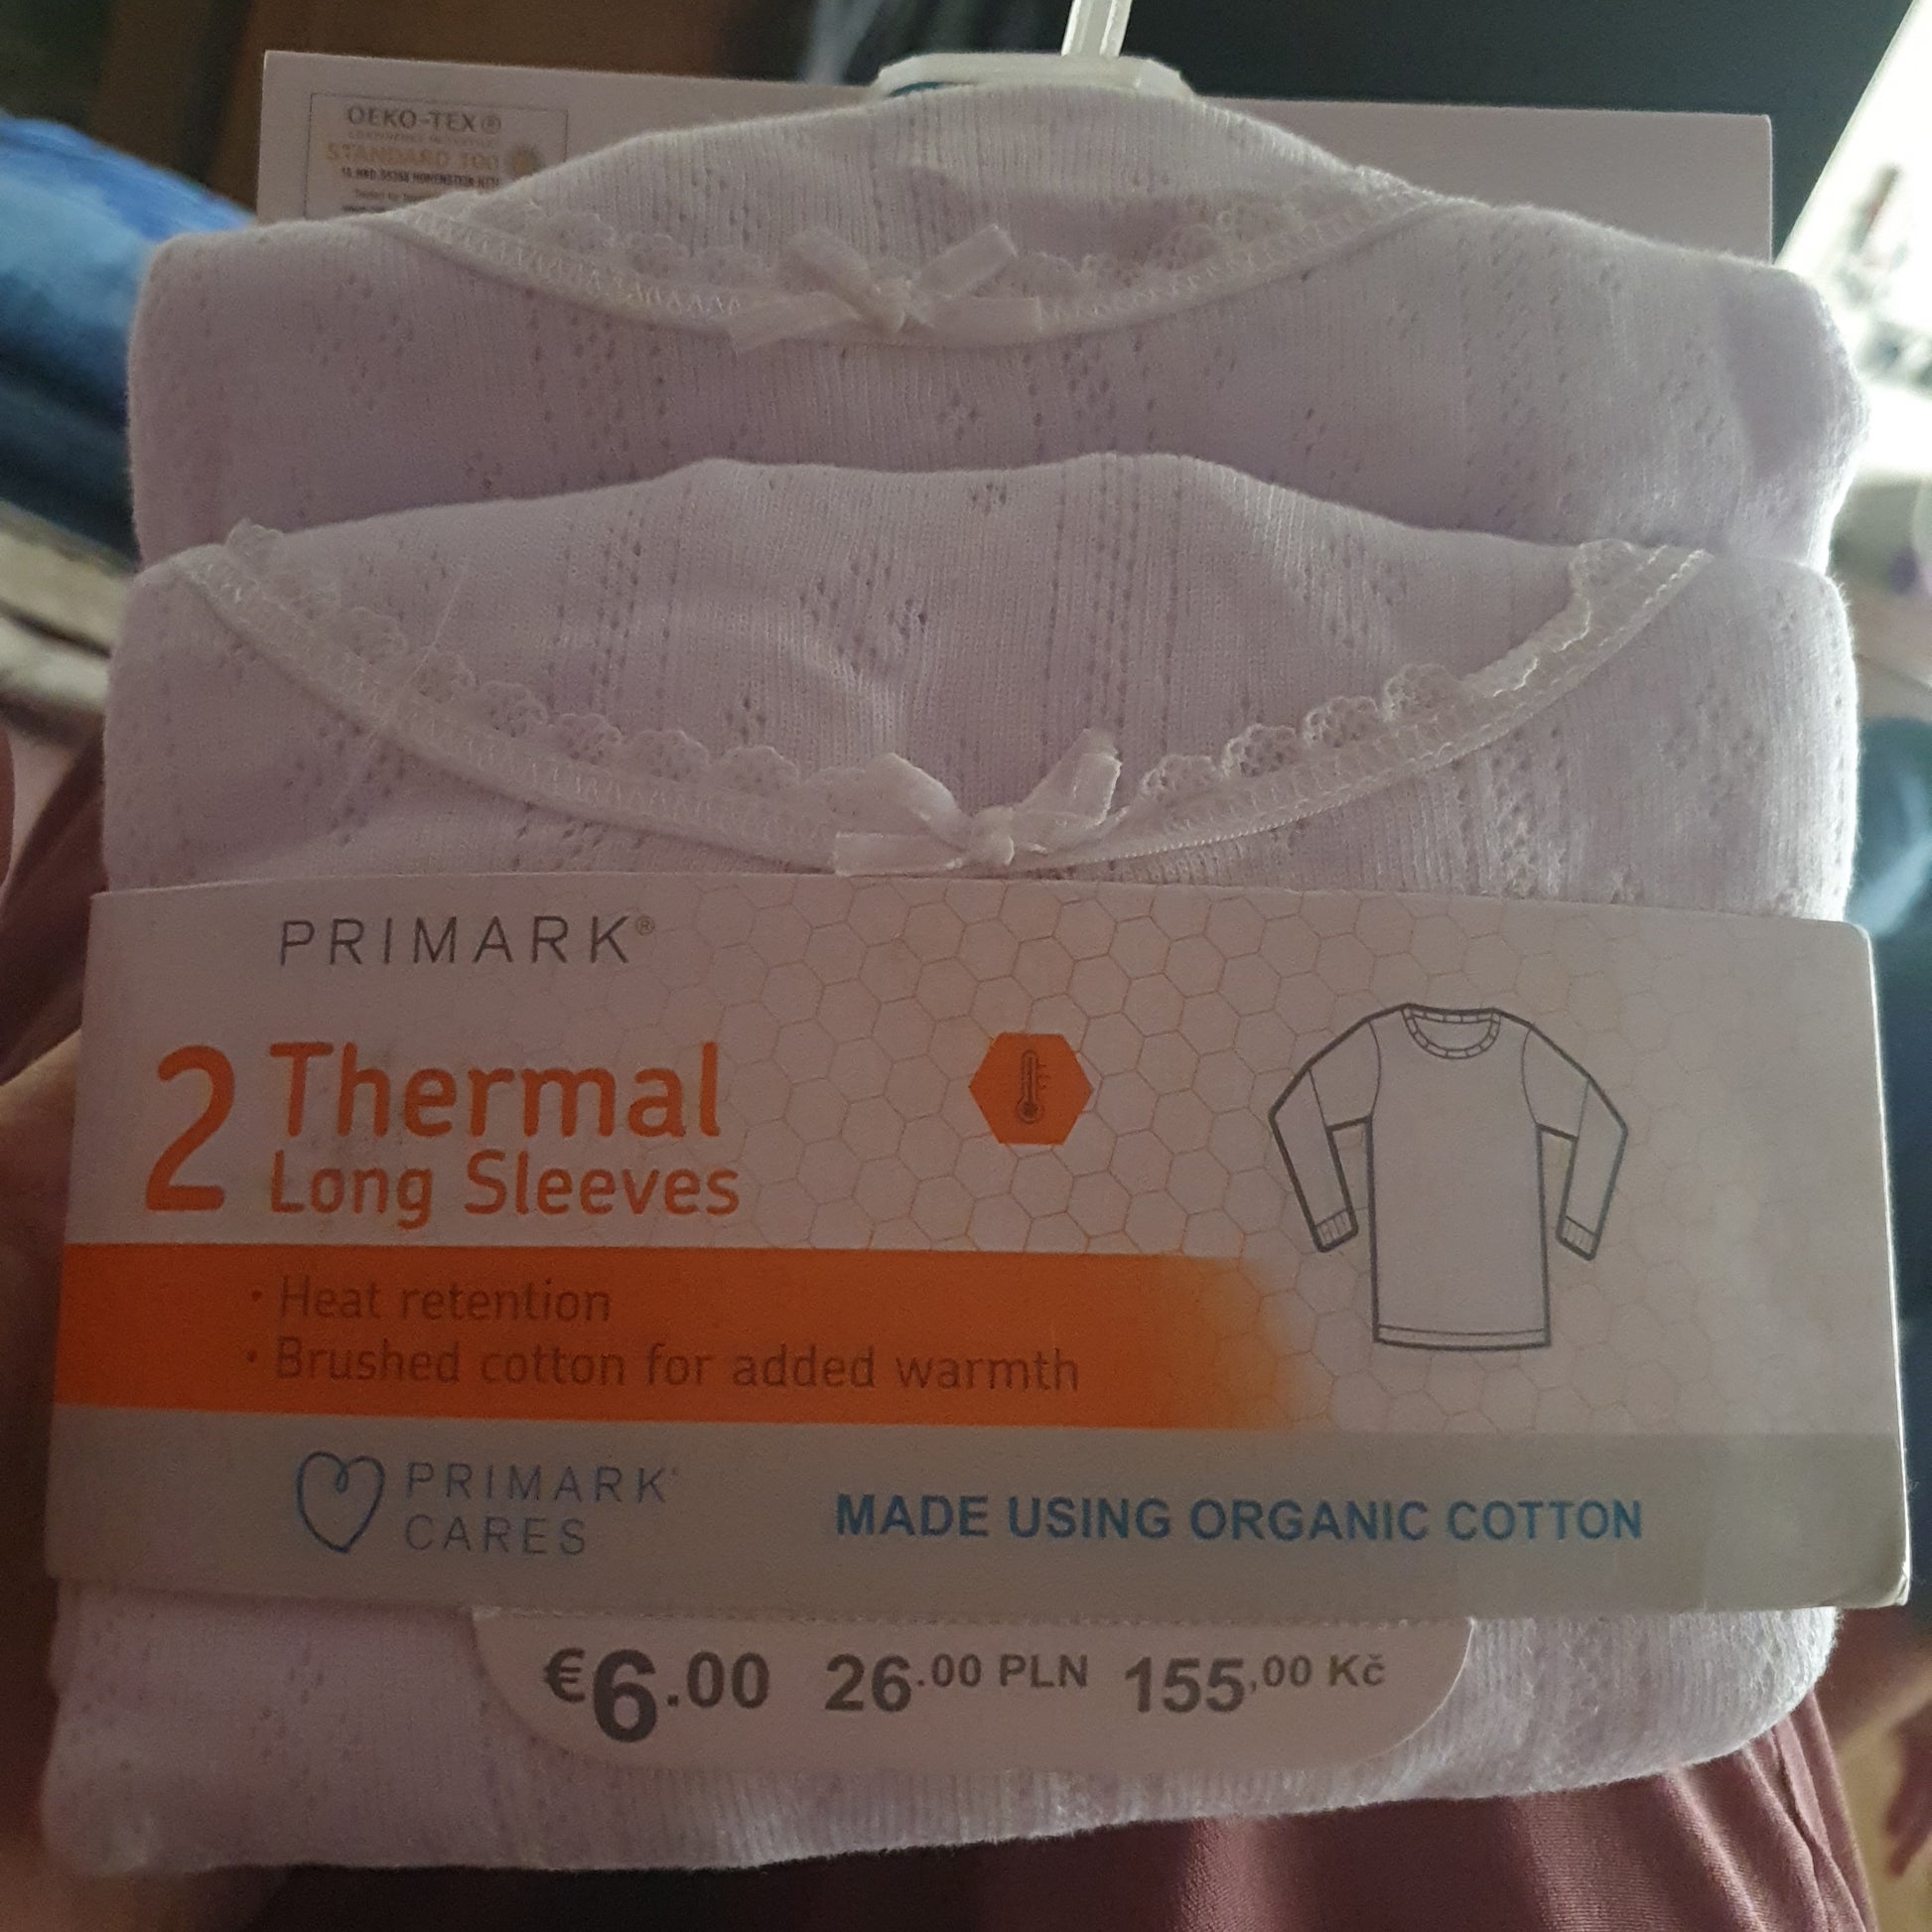 OEKO-TEX®
STANDARD 100
PRIMARK®
2 Thermal
Long Sleeves
• Heat retention
• Brushed cotton for added warmth
PRIMARK®
CARES
MADE USING ORGANIC COTTON
€6.00 26.00 PLN 155,00 Kč